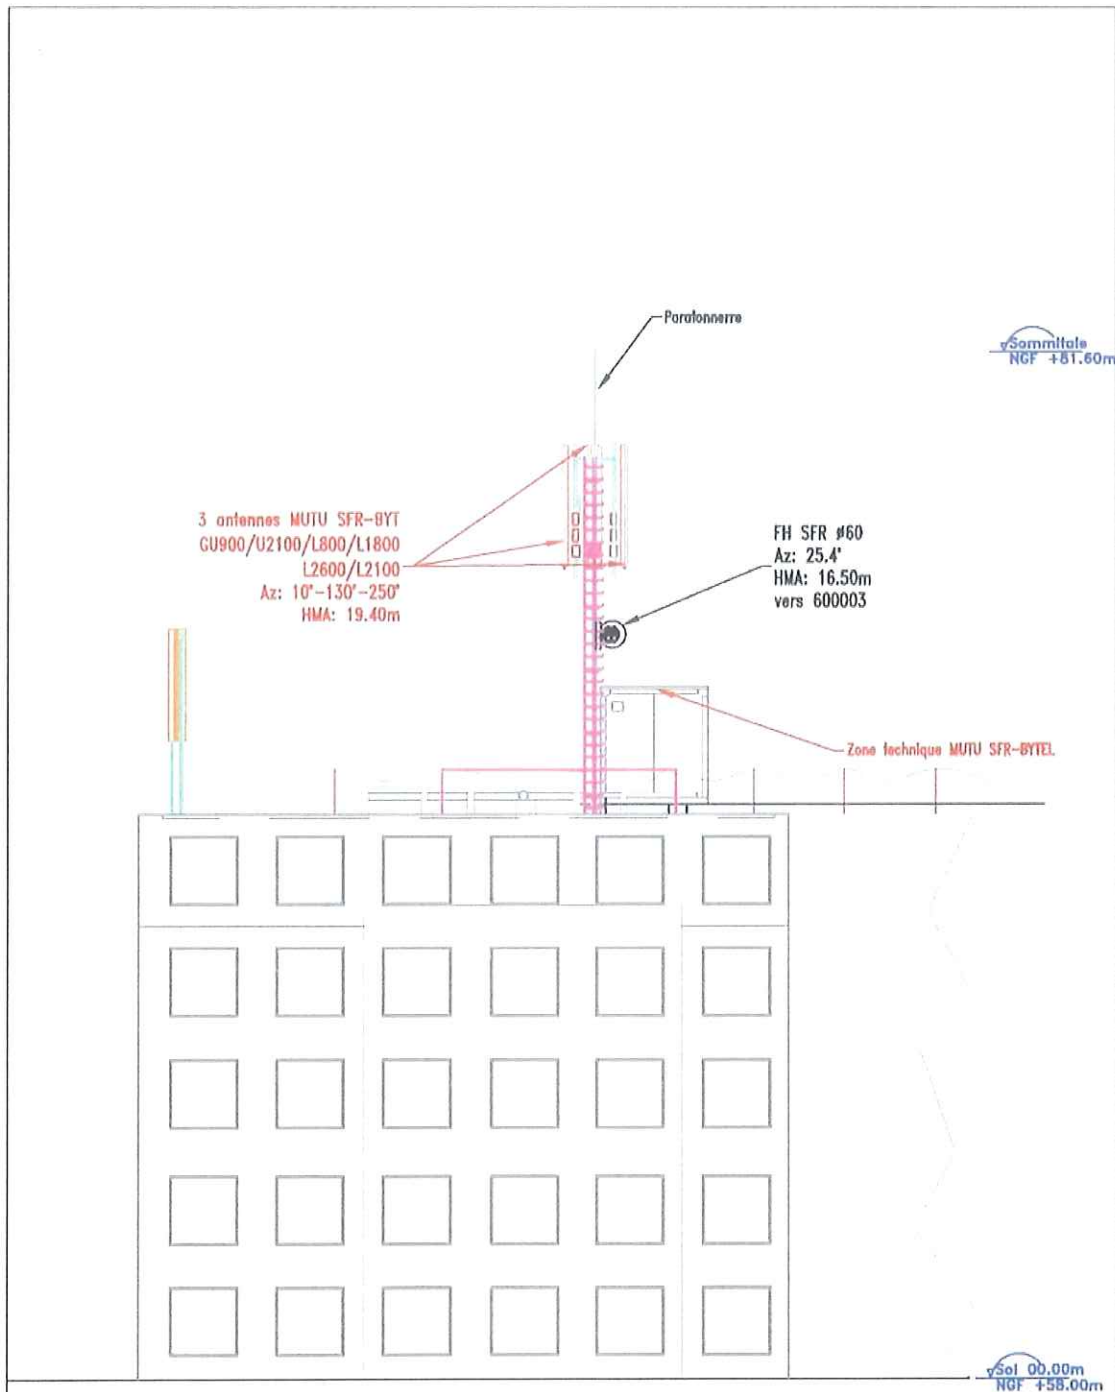 Paratonnerre
Sommitale
NGF +81.60m
3 antennes MUTU SFR-BYT
GU900/U2100/L800/L1800
L2600/L2100
Az: 10°-130°-250°
HMA: 19.40m
FH SFR ø60
Az: 25.4°
HMA: 16.50m
vers 600003
Zone technique MUTU SFR-BYTEL
Sol 00.00m
NGF +58.00m